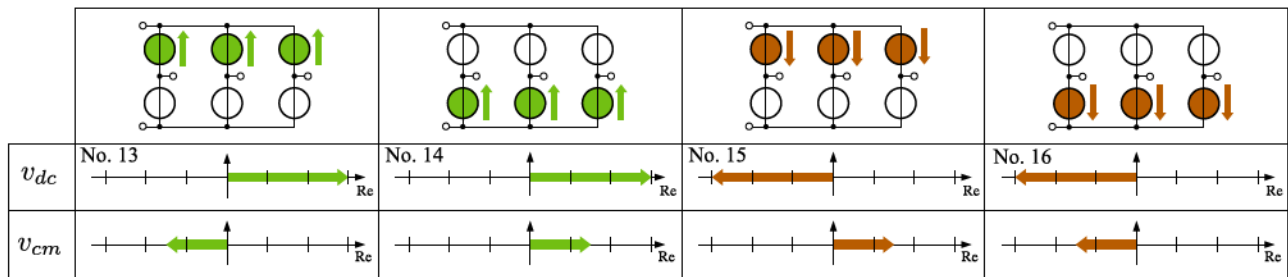 No. 13 No. 14 No. 15 No. 16
v_dc Re Re Re Re
v_cm Re Re Re Re